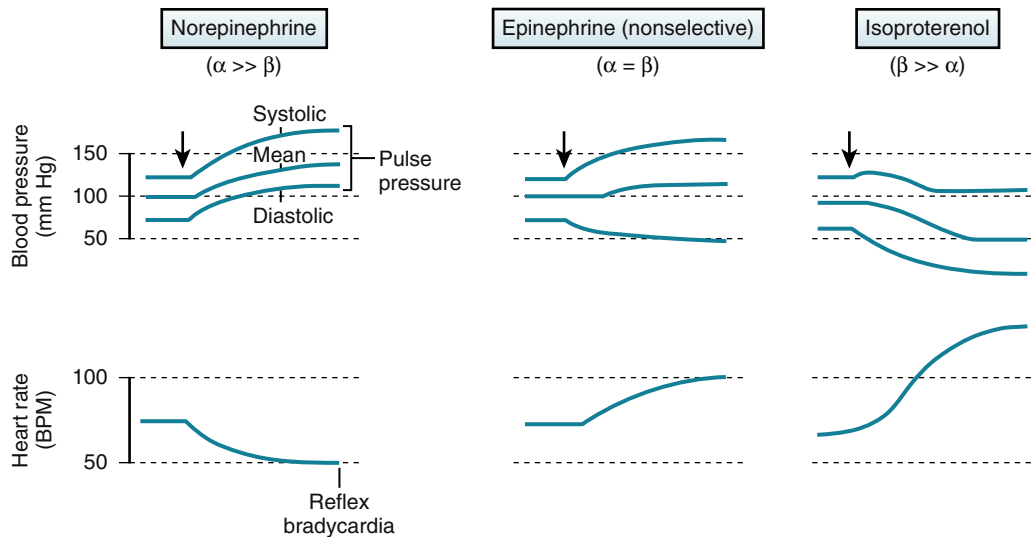 Norepinephrine
(α >> β)
Epinephrine (nonselective)
(α = β)
Isoproterenol
(β >> α)
Blood pressure
(mm Hg)
150
100
50
Systolic
Mean
Diastolic
Pulse
pressure
Heart rate
(BPM)
100
50
Reflex
bradycardia